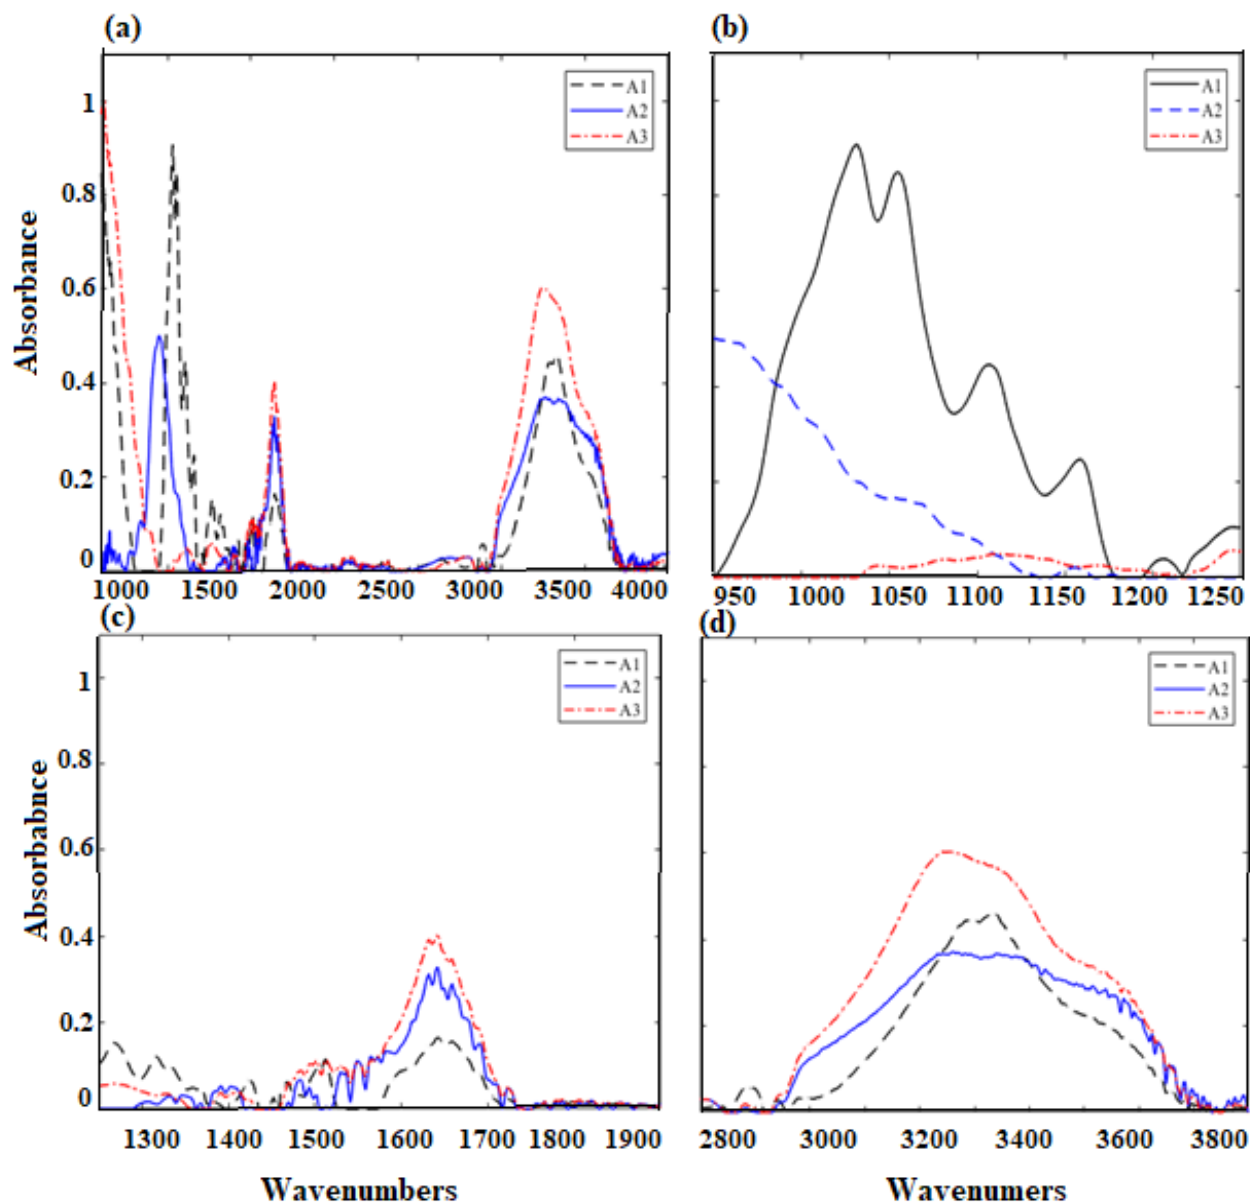 (a)
(b)
A1
A2
A3
A1
A2
A3
1
0.8
0.6
0.4
0.2
0
Absorbance
1000 1500 2000 2500 3000 3500 4000
950 1000 1050 1100 1150 1200 1250
(c)
(d)
A1
A2
A3
A1
A2
A3
1
0.8
0.6
0.4
0.2
0
Absorbabnce
1300 1400 1500 1600 1700 1800 1900
2800 3000 3200 3400 3600 3800
Wavenumbers
Wavenumers